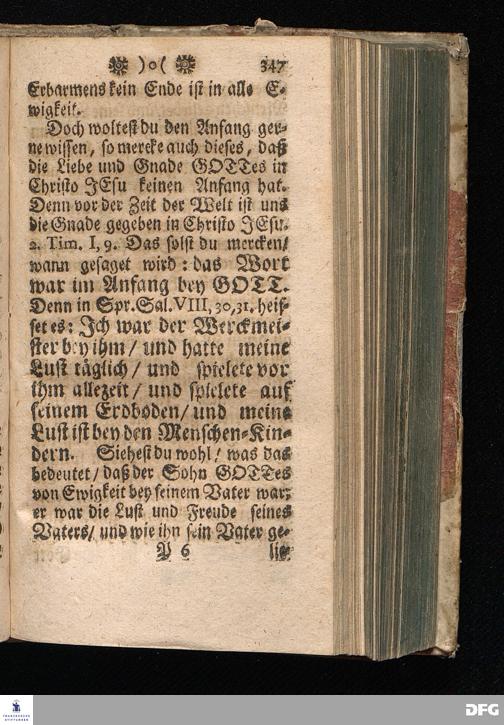 ❁ )o( ❁ 347
Erbarmens kein Ende ist in alle E-
wigkeit.
Doch woltest du den Anfang ger-
ne wissen, so mercke auch dieses, daß
die Liebe und Gnade GOTTes in
Christo JEsu keinen Anfang hat.
Denn vor der Zeit der Welt ist uns
die Gnade gegeben in Christo JEsu.
2. Tim. I, 9. Das solst du mercken/
wann gesaget wird: das Wort
war im Anfang bey GOTT.
Denn in Spr. Sal. VIII, 30,31. heis-
set es: Ich war der Werckmei-
ster bey ihm / und hatte meine
Lust täglich / und spielete vor
ihm allezeit / und spielete auf
seinem Erdboden / und meine
Lust ist bey den Menschen-Kin-
dern. Siehest du wohl / was das
bedeutet / daß der Sohn GOTTes
von Ewigkeit bey seinem Vater war;
er war die Lust und Freude seines
Vaters / und wie ihn sein Vater ge-
P 6 lie-
FRANCKESCHE
STIFTUNGEN
DFG